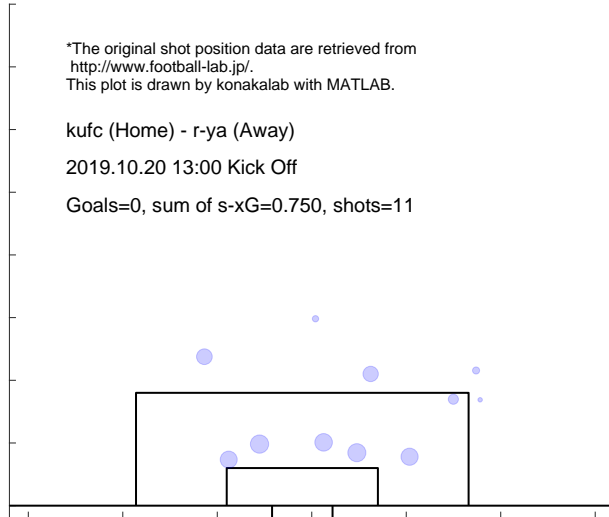 *The original shot position data are retrieved from
http://www.football-lab.jp/.
This plot is drawn by konakalab with MATLAB.
kufc (Home) - r-ya (Away)
2019.10.20 13:00 Kick Off
Goals=0, sum of s-xG=0.750, shots=11